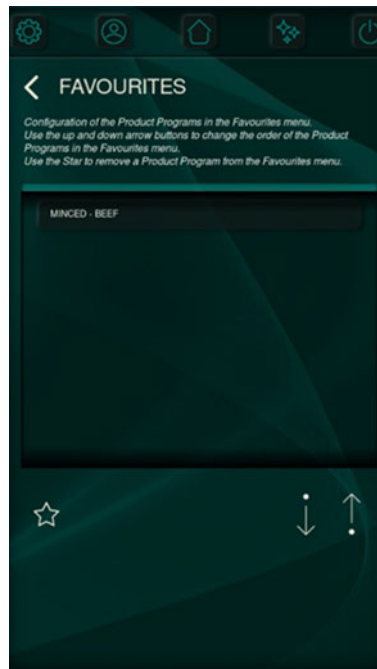 FAVOURITES
Configuration of the Product Programs in the Favourites menu.
Use the up and down arrow buttons to change the order of the Product
Programs in the Favourites menu.
Use the Star to remove a Product Program from the Favourites menu.
MINCED - BEEF